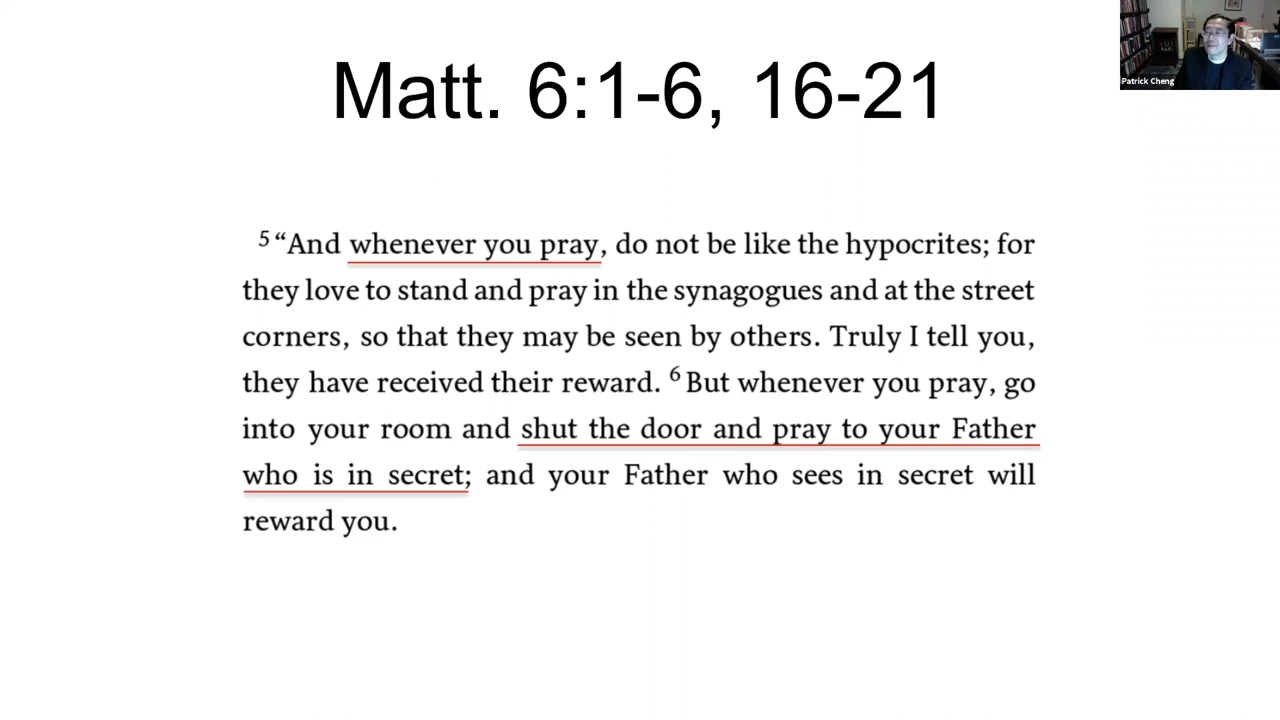 Matt. 6:1-6, 16-21
Patrick Cheng
5 “And whenever you pray, do not be like the hypocrites; for
they love to stand and pray in the synagogues and at the street
corners, so that they may be seen by others. Truly I tell you,
they have received their reward. 6 But whenever you pray, go
into your room and shut the door and pray to your Father
who is in secret; and your Father who sees in secret will
reward you.